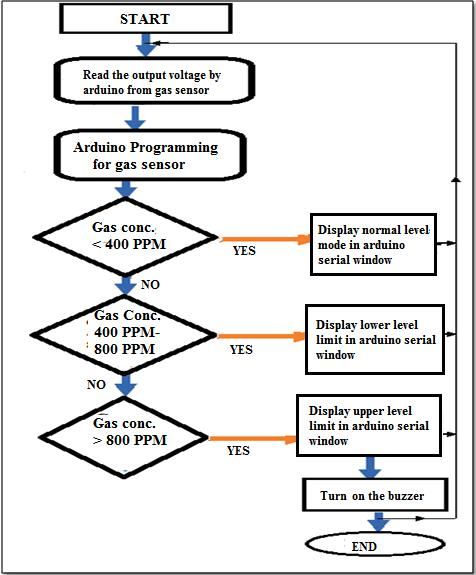 START
Read the output voltage by
arduino from gas sensor
Arduino Programming
for gas sensor
Gas conc.
< 400 PPM
YES
Display normal level
mode in arduino
serial window
NO
Gas Conc.
400 PPM-
800 PPM
YES
Display lower level
limit in arduino serial
window
NO
Gas conc.
> 800 PPM
YES
Display upper level
limit in arduino serial
window
Turn on the buzzer
END